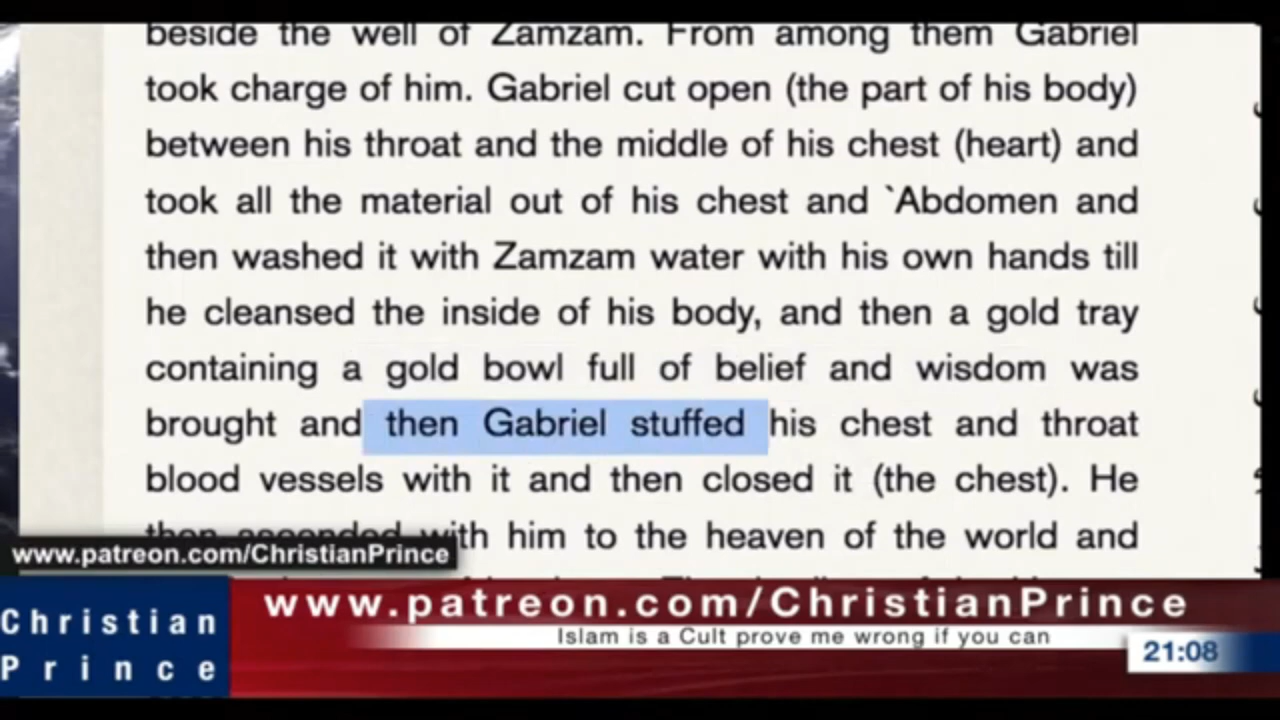 beside the well of Zamzam. From among them Gabriel
took charge of him. Gabriel cut open (the part of his body)
between his throat and the middle of his chest (heart) and
took all the material out of his chest and `Abdomen and
then washed it with Zamzam water with his own hands till
he cleansed the inside of his body, and then a gold tray
containing a gold bowl full of belief and wisdom was
brought and then Gabriel stuffed his chest and throat
blood vessels with it and then closed it (the chest). He
then ascended with him to the heaven of the world and
www.patreon.com/ChristianPrince
Christian
Prince
www.patreon.com/ChristianPrince
Islam is a Cult prove me wrong if you can
21:08